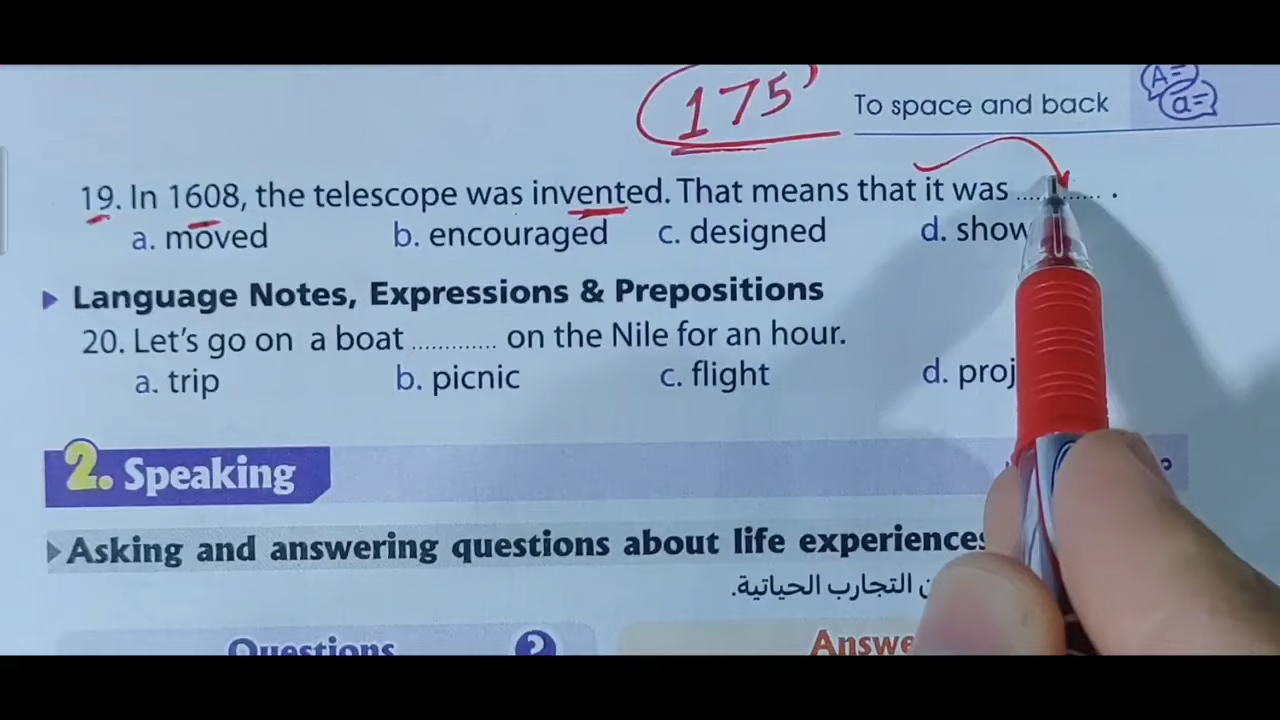 175
To space and back
A=
a=
19. In 1608, the telescope was invented. That means that it was .................. .
a. moved b. encouraged c. designed d. show
Language Notes, Expressions & Prepositions
20. Let's go on a boat ............. on the Nile for an hour.
a. trip b. picnic c. flight d. proj
2. Speaking
Asking and answering questions about life experiences
التجارب الحياتية.
Questions ?
Answe